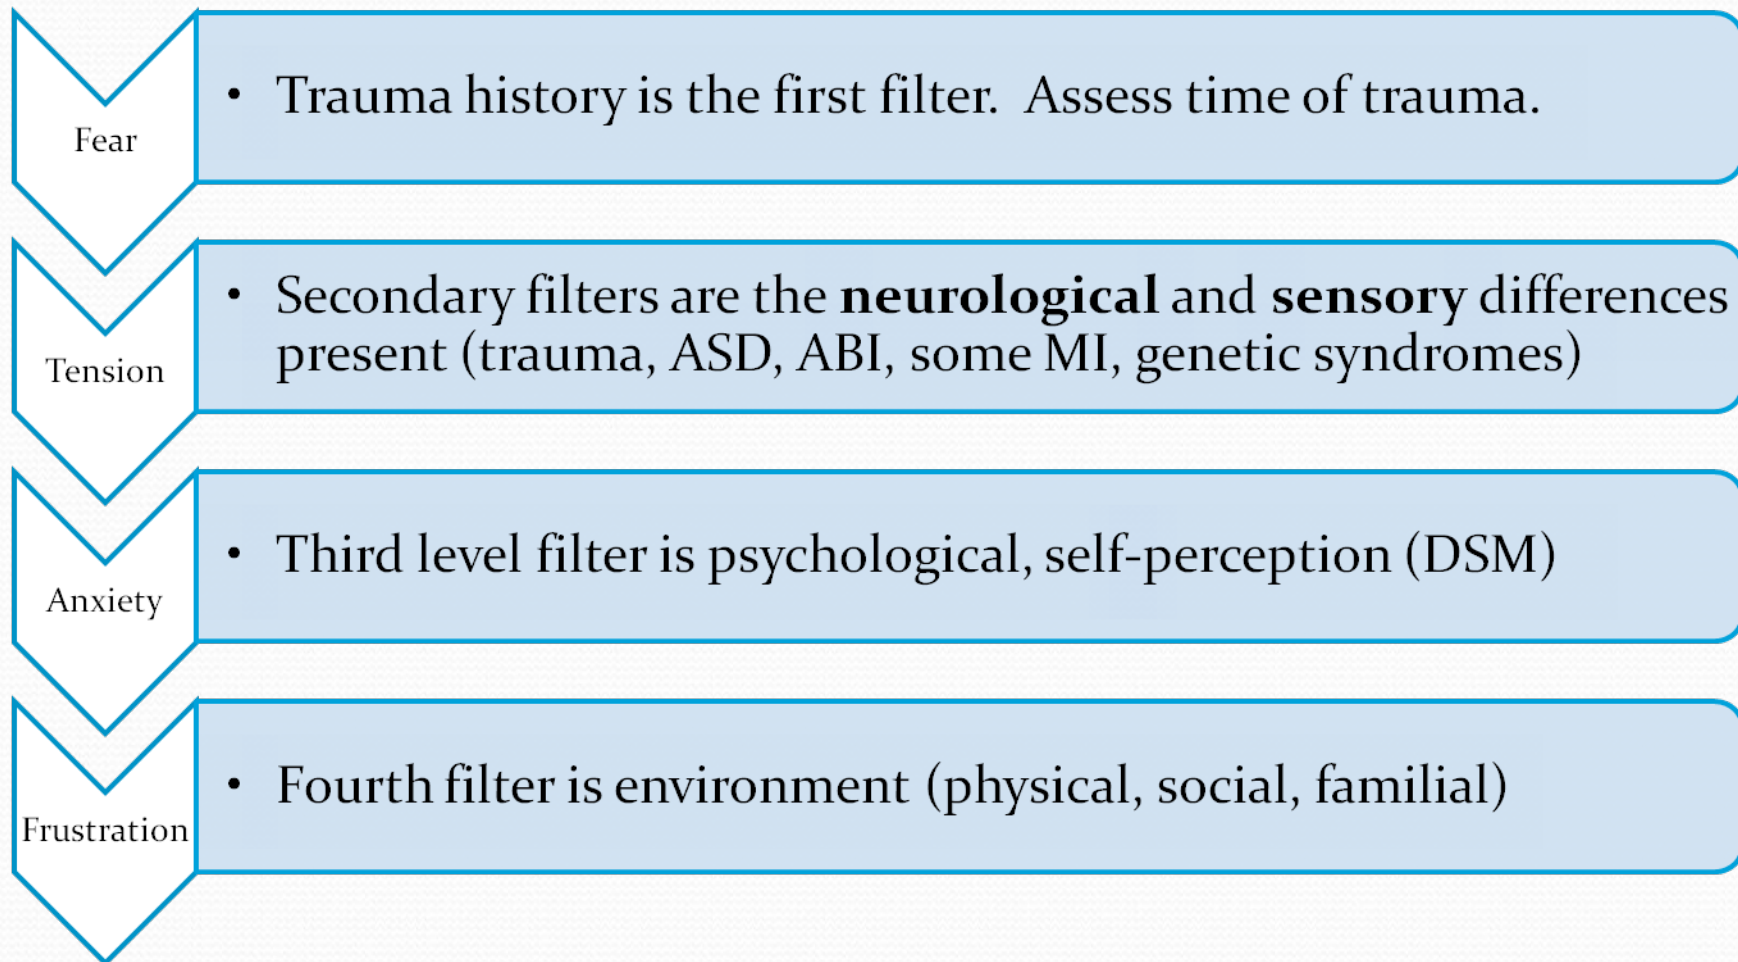 Fear
• Trauma history is the first filter.  Assess time of trauma.
Tension
• Secondary filters are the neurological and sensory differences
present (trauma, ASD, ABI, some MI, genetic syndromes)
Anxiety
• Third level filter is psychological, self-perception (DSM)
Frustration
• Fourth filter is environment (physical, social, familial)